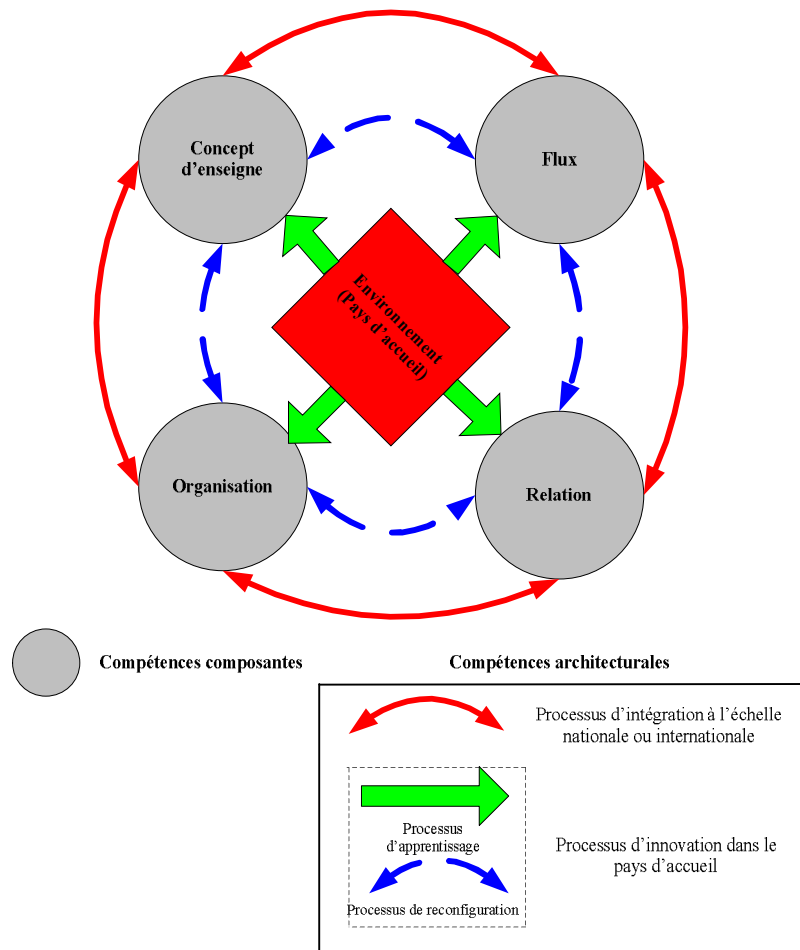 Concept
d’enseigne
Flux
Environnement
(Pays d’accueil)
Organisation
Relation
Compétences composantes
Compétences architecturales
Processus d’intégration à l’échelle
nationale ou internationale
Processus
d’apprentissage
Processus d’innovation dans le
pays d’accueil
Processus de reconfiguration